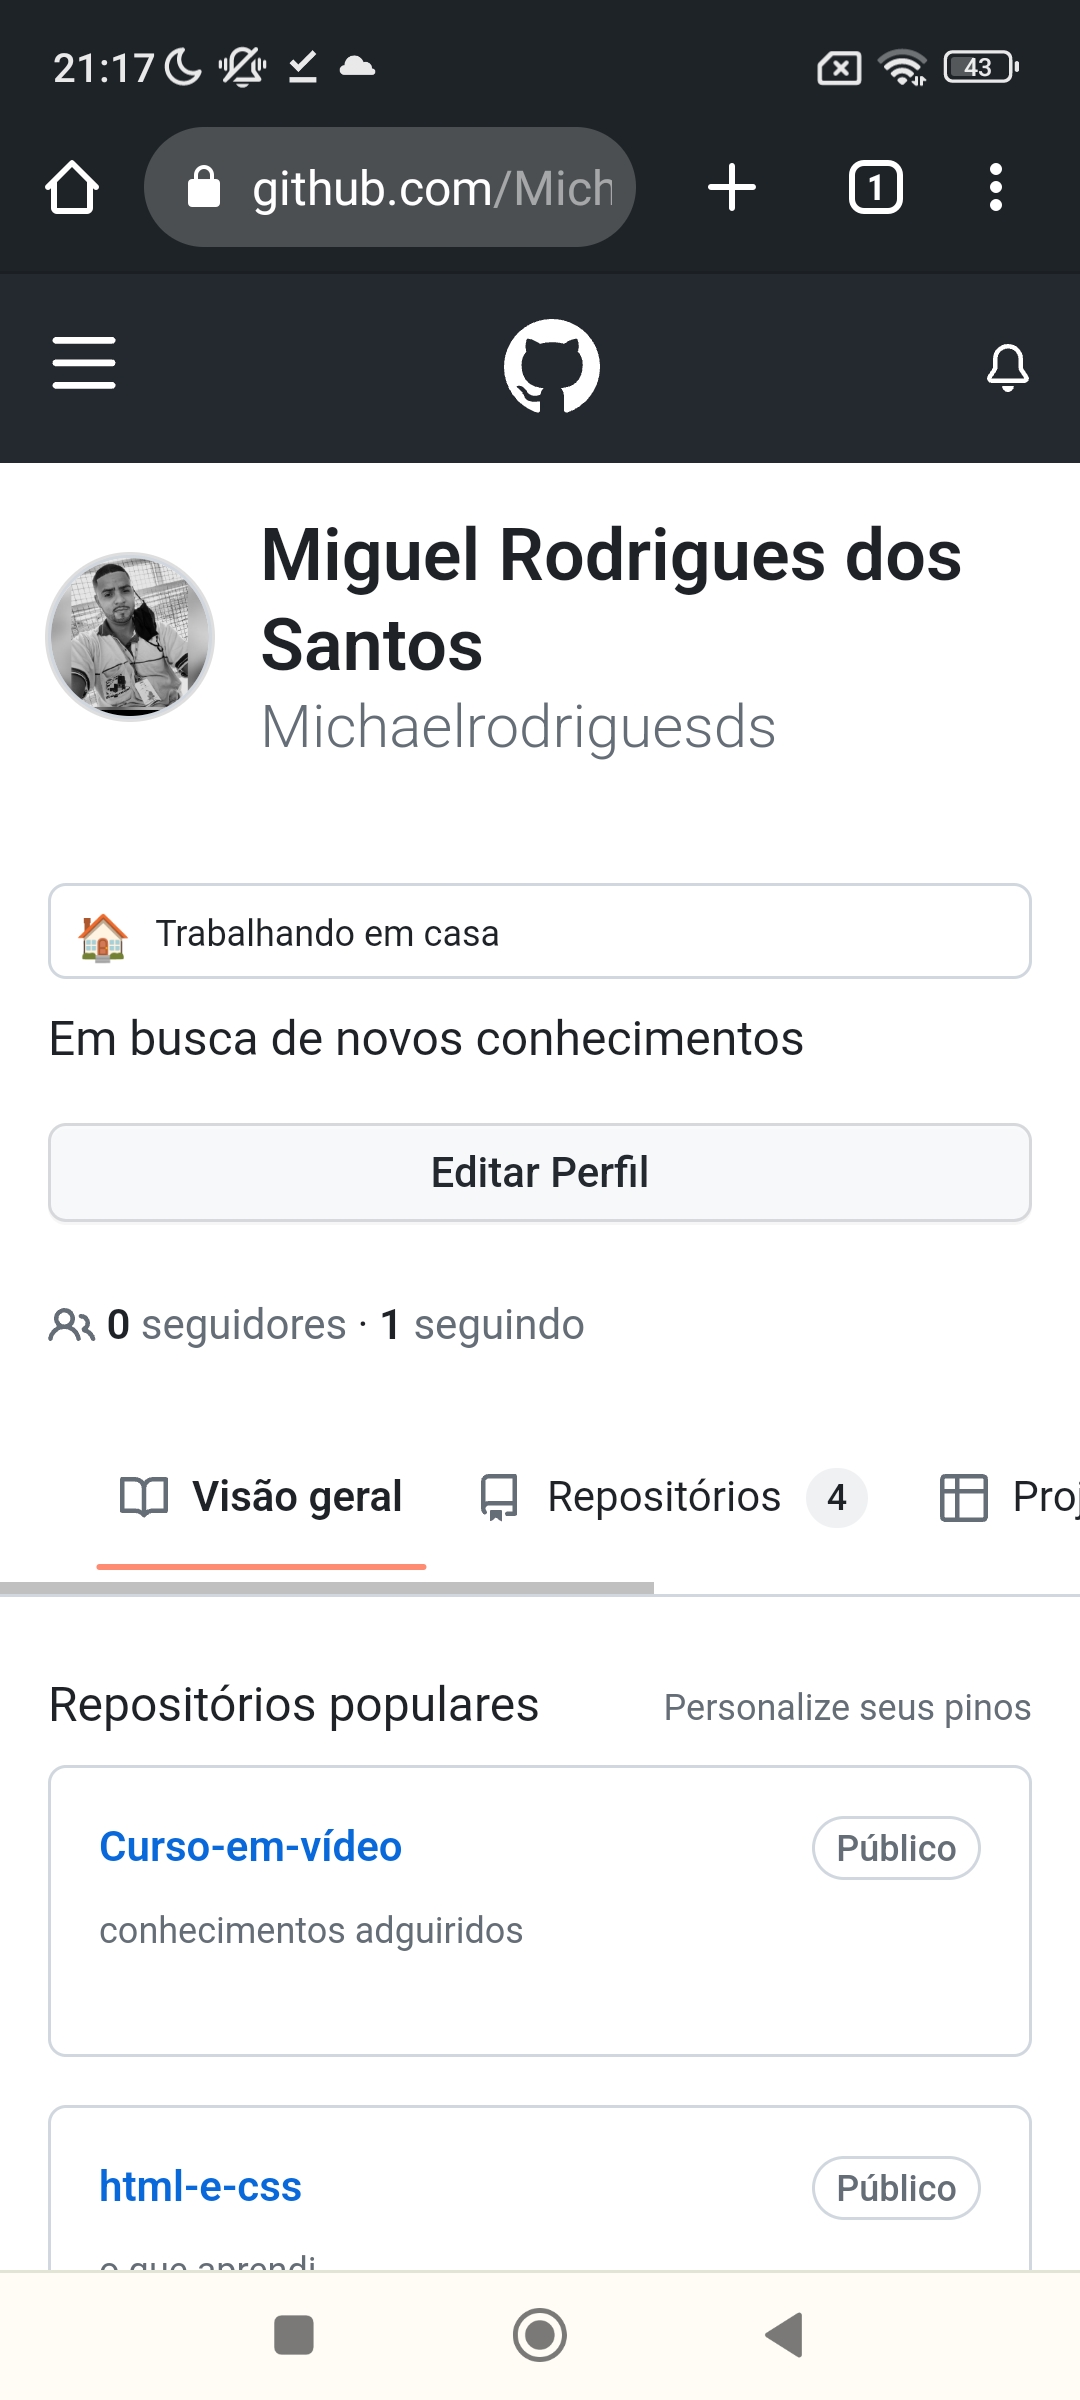 21:17
43
github.com/Mich
1
Miguel Rodrigues dos
Santos
Michaelrodriguesds
Trabalhando em casa
Em busca de novos conhecimentos
Editar Perfil
0 seguidores · 1 seguindo
Visão geral
Repositórios 4
Proj
Repositórios populares
Personalize seus pinos
Curso-em-vídeo
Público
conhecimentos adguiridos
html-e-css
Público
o que aprendi